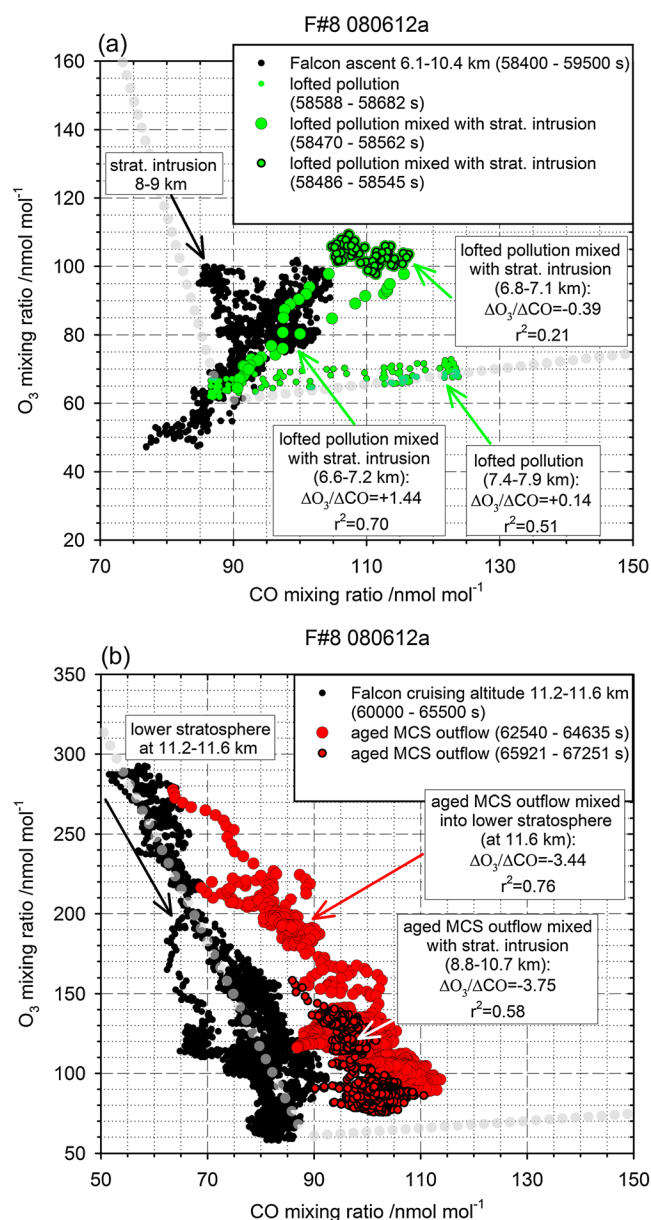 F#8 080612a
(a)
Falcon ascent 6.1-10.4 km (58400 - 59500 s)
lofted pollution
(58588 - 58682 s)
lofted pollution mixed with strat. intrusion
(58470 - 58562 s)
lofted pollution mixed with strat. intrusion
(58486 - 58545 s)
strat. intrusion
8-9 km
lofted pollution mixed
with strat. intrusion
(6.8-7.1 km):
ΔO₃/ΔCO=-0.39
r²=0.21
lofted pollution mixed
with strat. intrusion
(6.6-7.2 km):
ΔO₃/ΔCO=+1.44
r²=0.70
lofted pollution
(7.4-7.9 km):
ΔO₃/ΔCO=+0.14
r²=0.51
O₃ mixing ratio /nmol mol⁻¹
160
140
120
100
80
60
40
20
70 90 110 130 150
CO mixing ratio /nmol mol⁻¹
F#8 080612a
(b)
Falcon cruising altitude 11.2-11.6 km
(60000 - 65500 s)
aged MCS outflow (62540 - 64635 s)
aged MCS outflow (65921 - 67251 s)
lower stratosphere
at 11.2-11.6 km
aged MCS outflow mixed
into lower stratosphere
(at 11.6 km):
ΔO₃/ΔCO=-3.44
r²=0.76
aged MCS outflow mixed
with strat. intrusion
(8.8-10.7 km):
ΔO₃/ΔCO=-3.75
r²=0.58
O₃ mixing ratio /nmol mol⁻¹
350
300
250
200
150
100
50
50 70 90 110 130 150
CO mixing ratio /nmol mol⁻¹